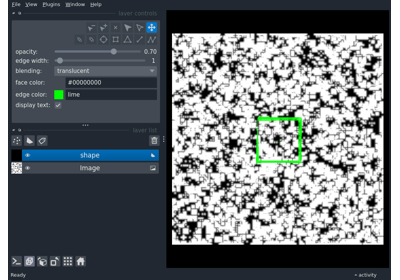 File View Plugins Window Help
layer controls
opacity: 0.70
edge width: 1
blending: translucent
face color: #00000000
edge color: lime
display text:
layer list
shape
Image
Ready
activity